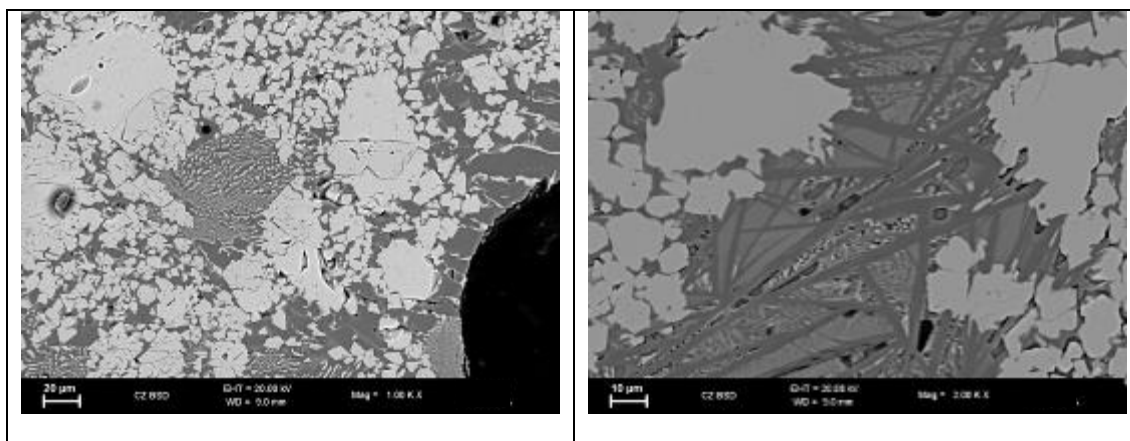 20 µm
CZ BSD
EHT = 20.00 kV
WD = 9.0 mm
Mag = 1.00 K X
10 µm
CZ BSD
EHT = 20.00 kV
WD = 9.0 mm
Mag = 2.00 K X